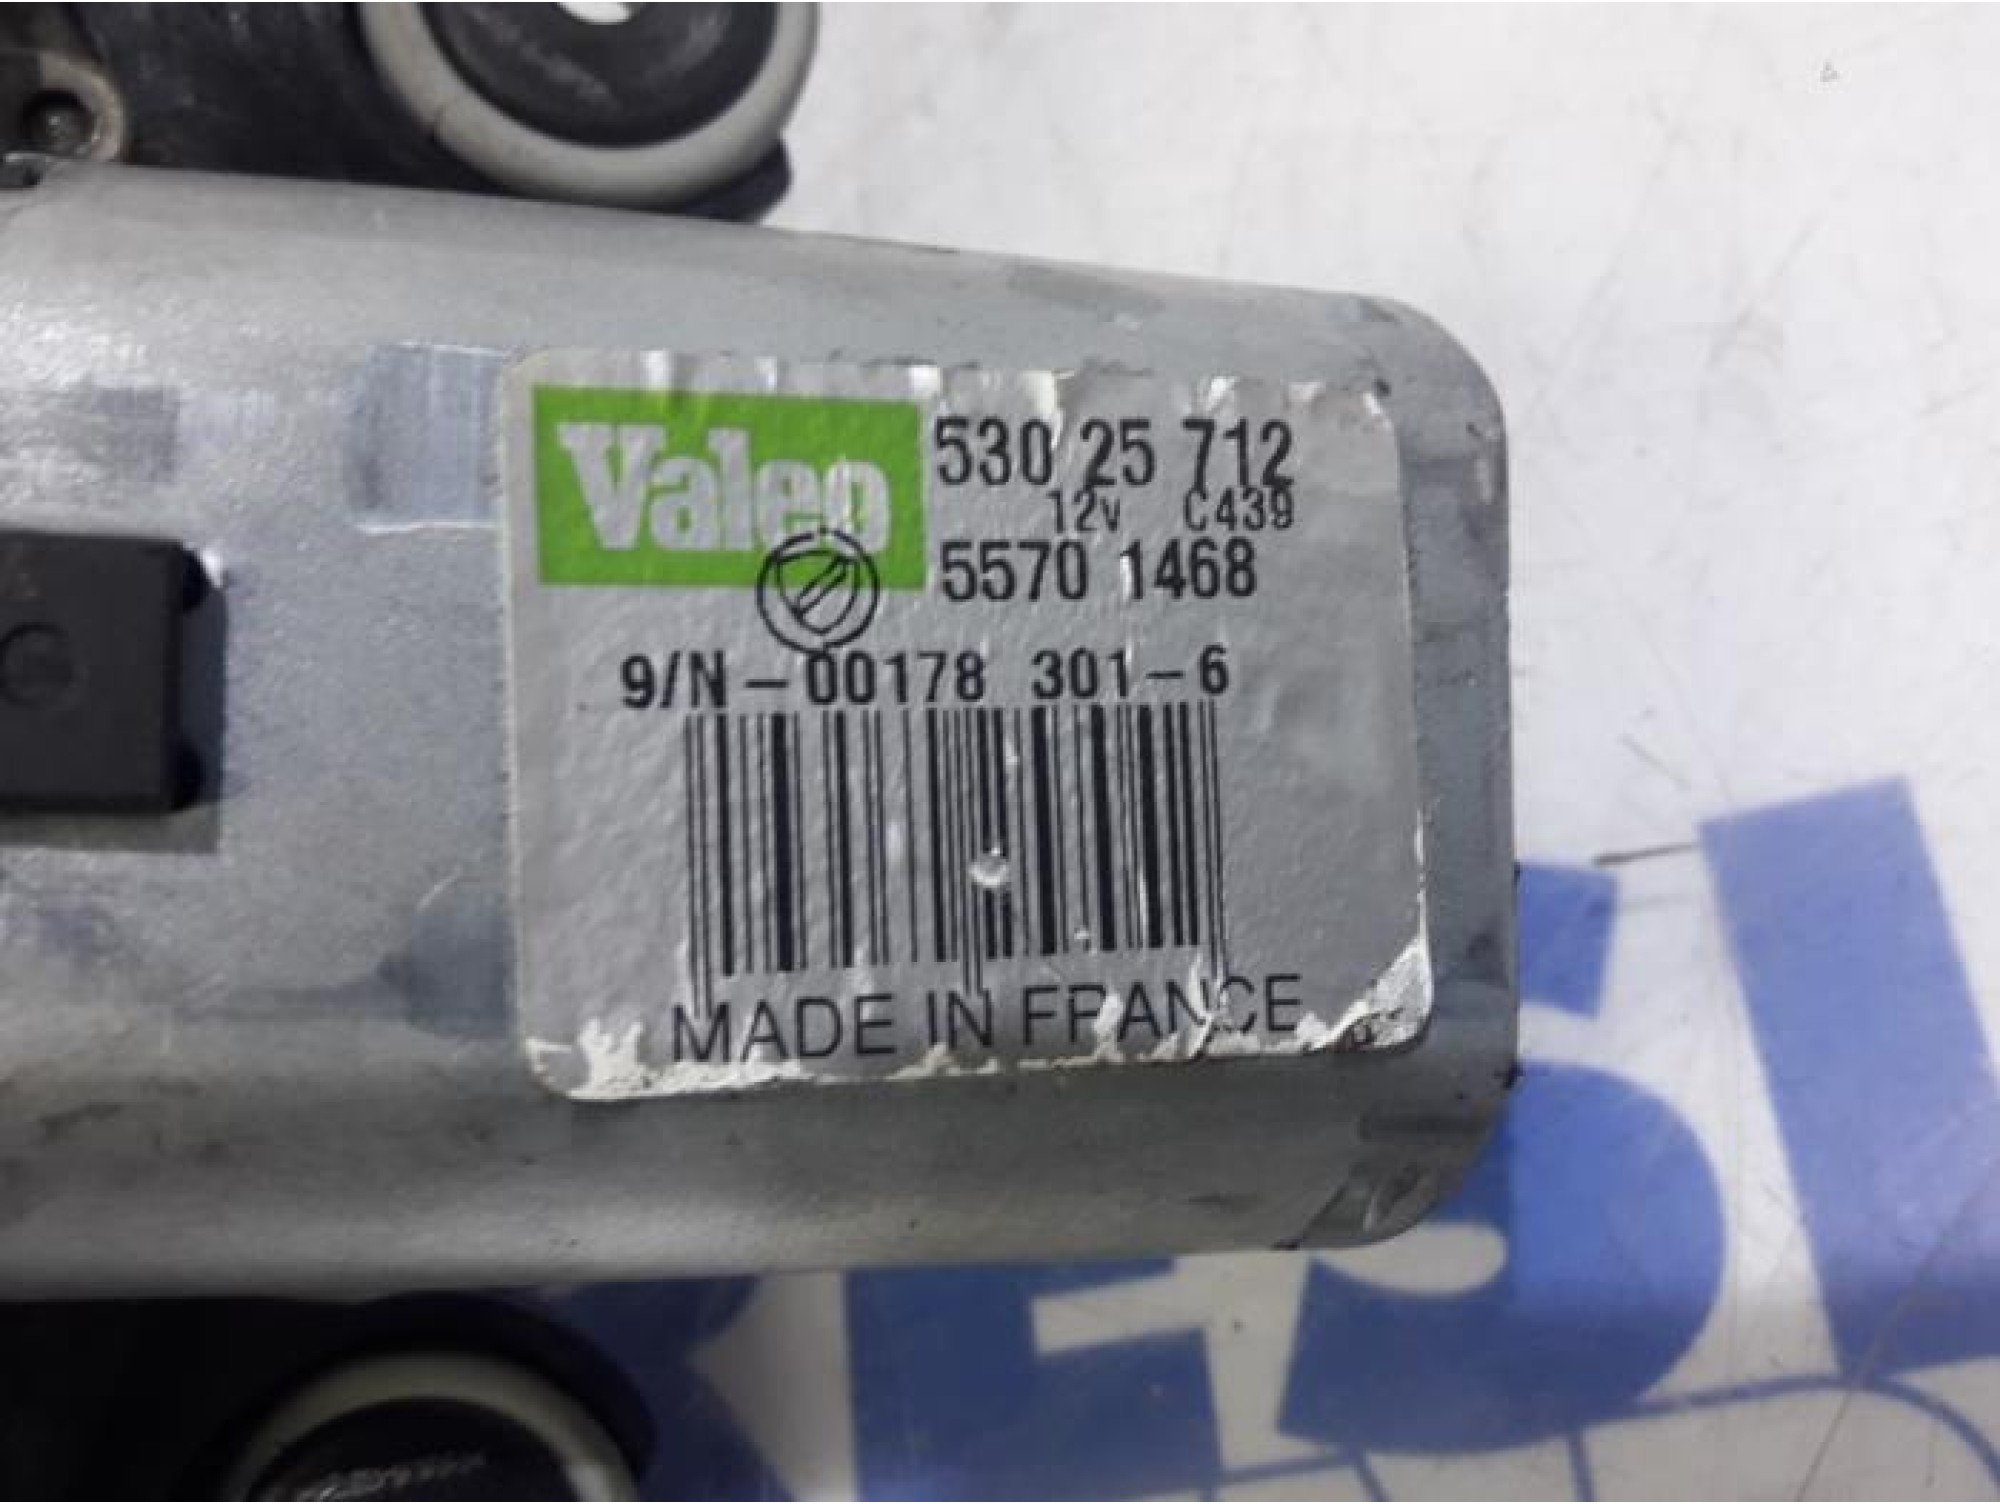 Valeo
530 25 712
12v C439
5570 1468
9/N-00178 301-6
MADE IN FRANCE